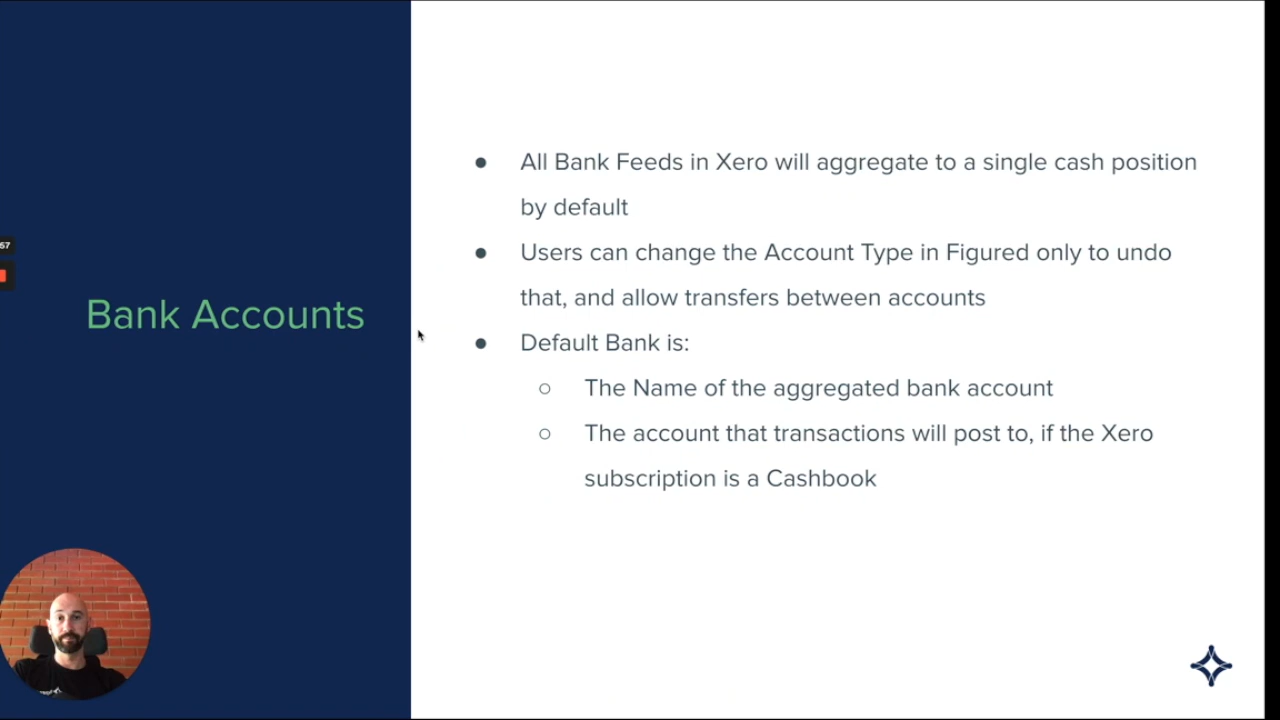 ● All Bank Feeds in Xero will aggregate to a single cash position
by default
● Users can change the Account Type in Figured only to undo
that, and allow transfers between accounts
57
Bank Accounts
● Default Bank is:
○ The Name of the aggregated bank account
○ The account that transactions will post to, if the Xero
subscription is a Cashbook